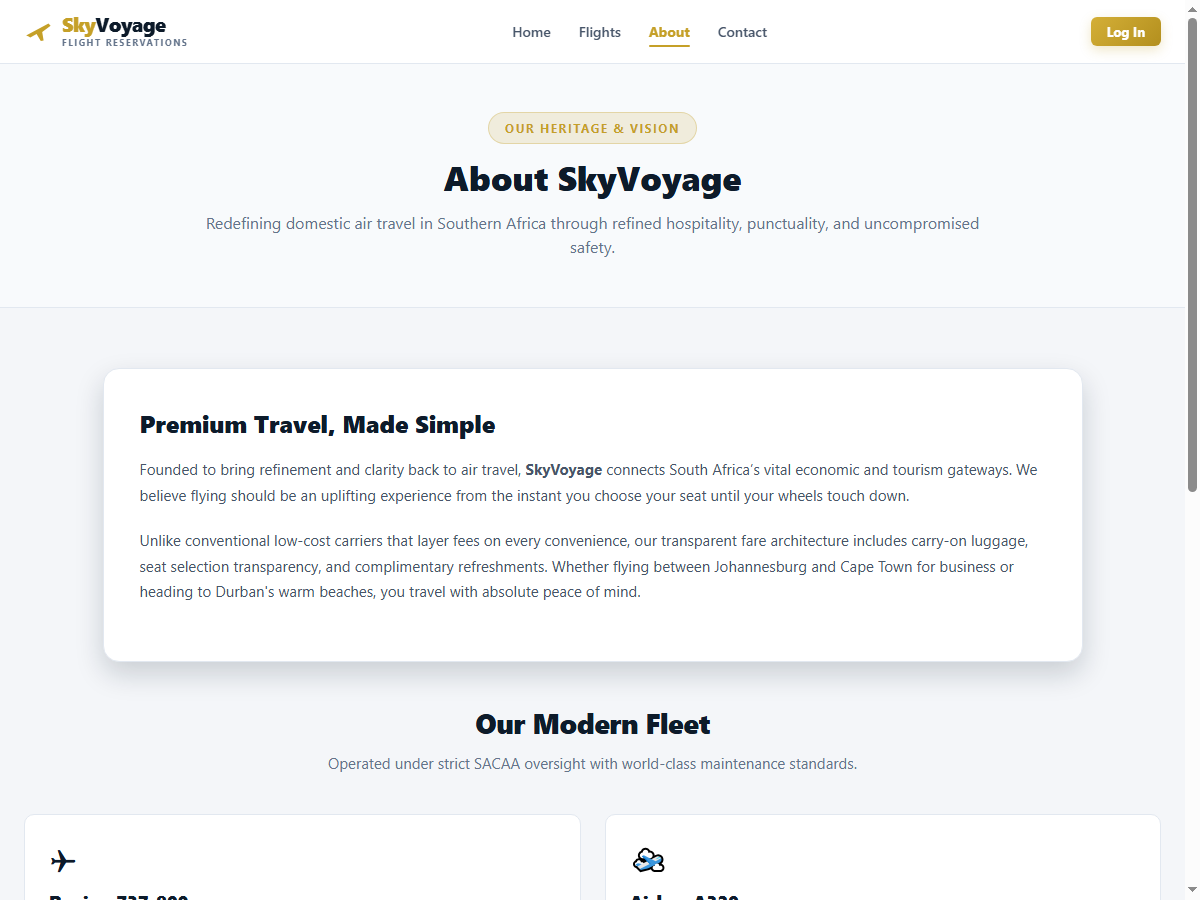 SkyVoyage
FLIGHT RESERVATIONS
Home Flights About Contact
Log In
OUR HERITAGE & VISION
About SkyVoyage
Redefining domestic air travel in Southern Africa through refined hospitality, punctuality, and uncompromised
safety.
Premium Travel, Made Simple
Founded to bring refinement and clarity back to air travel, SkyVoyage connects South Africa’s vital economic and tourism gateways. We
believe flying should be an uplifting experience from the instant you choose your seat until your wheels touch down.
Unlike conventional low-cost carriers that layer fees on every convenience, our transparent fare architecture includes carry-on luggage,
seat selection transparency, and complimentary refreshments. Whether flying between Johannesburg and Cape Town for business or
heading to Durban's warm beaches, you travel with absolute peace of mind.
Our Modern Fleet
Operated under strict SACAA oversight with world-class maintenance standards.